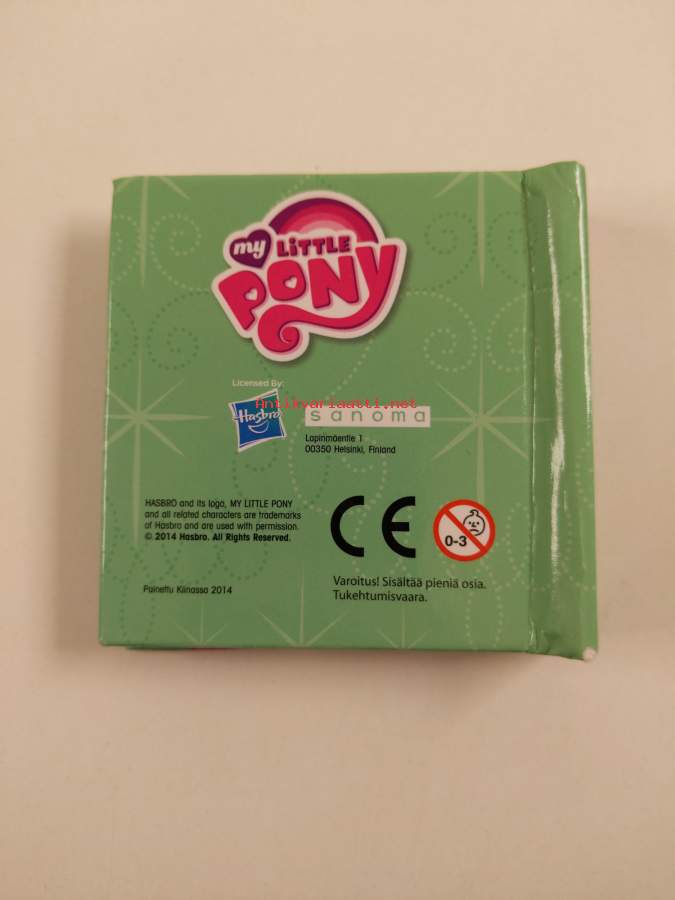 my LiTTLE
PONY
Licensed By:
Antikvariaatti.net
Hasbro
sanoma
Lapinmäentie 1
00350 Helsinki, Finland
HASBRO and its logo, MY LITTLE PONY
and all related characters are trademarks
of Hasbro and are used with permission.
© 2014 Hasbro. All Rights Reserved.
CE
0-3
Painettu Kiinassa 2014
Varoitus! Sisältää pieniä osia.
Tukehtumisvaara.